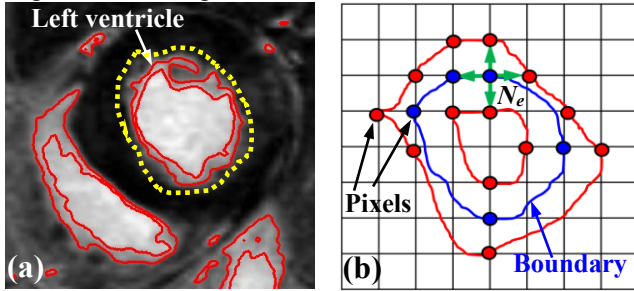 Left ventricle
(a)
Nₑ
Pixels
Boundary
(b)